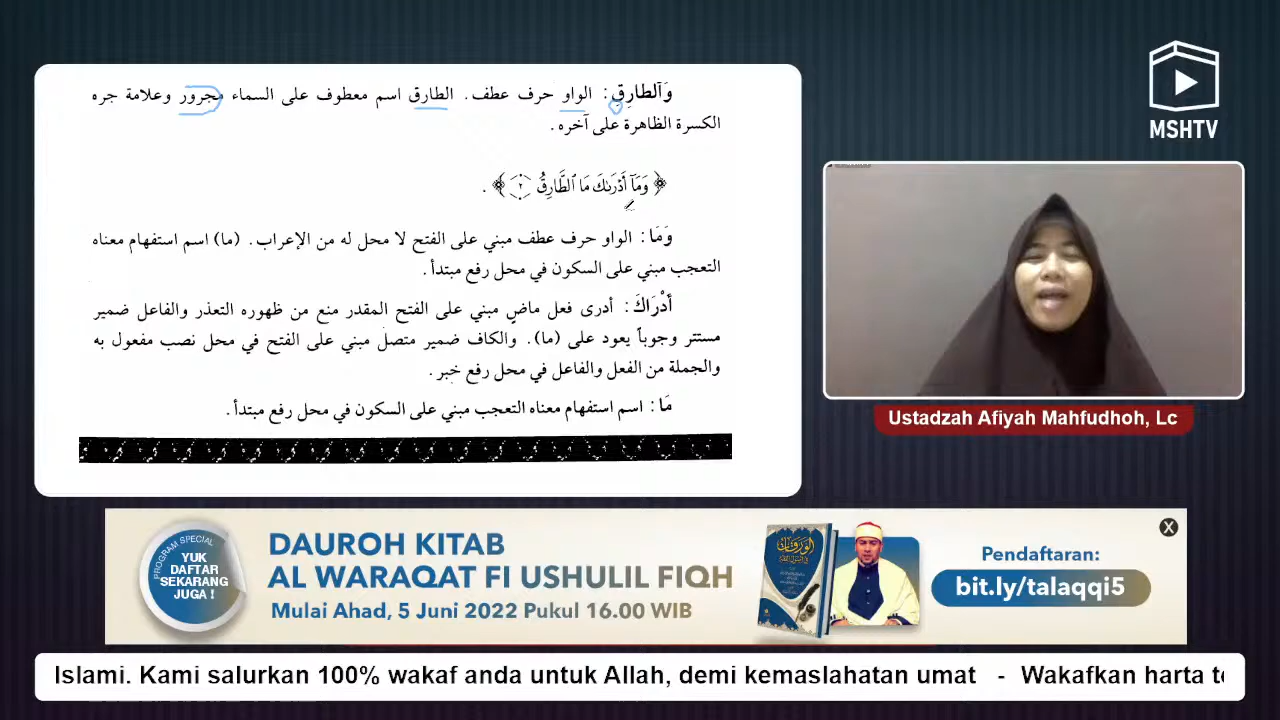 وَٱلطارِقِ : الواو حرف عطف . الطارق اسم معطوف على السماء مجرور وعلامة جره
الكسرة الظاهرة على آخره .
﴿ وَمَآ أَدْرَىٰكَ مَا ٱلطَّارِقُ ٢ ﴾ .
وَمَا : الواو حرف عطف مبني على الفتح لا محل له من الإعراب . (ما) اسم استفهام معناه
التعجب مبني على السكون في محل رفع مبتدأ .
أَدْرَاكَ : أدرى فعل ماضٍ مبني على الفتح المقدر منع من ظهوره التعذر والفاعل ضمير
مستتر وجوباً يعود على (ما) . والكاف ضمير متصل مبني على الفتح في محل نصب مفعول به
والجملة من الفعل والفاعل في محل رفع خبر .
مَا : اسم استفهام معناه التعجب مبني على السكون في محل رفع مبتدأ .
MSHTV
Ustadzah Afiyah Mahfudhoh, Lc
PROGRAM SPECIAL
YUK
DAFTAR
SEKARANG
JUGA !
DAUROH KITAB
AL WARAQAT FI USHULIL FIQH
Mulai Ahad, 5 Juni 2022 Pukul 16.00 WIB
الورقات
Pendaftaran:
bit.ly/talaqqi5
X
Islami. Kami salurkan 100% wakaf anda untuk Allah, demi kemaslahatan umat - Wakafkan harta te